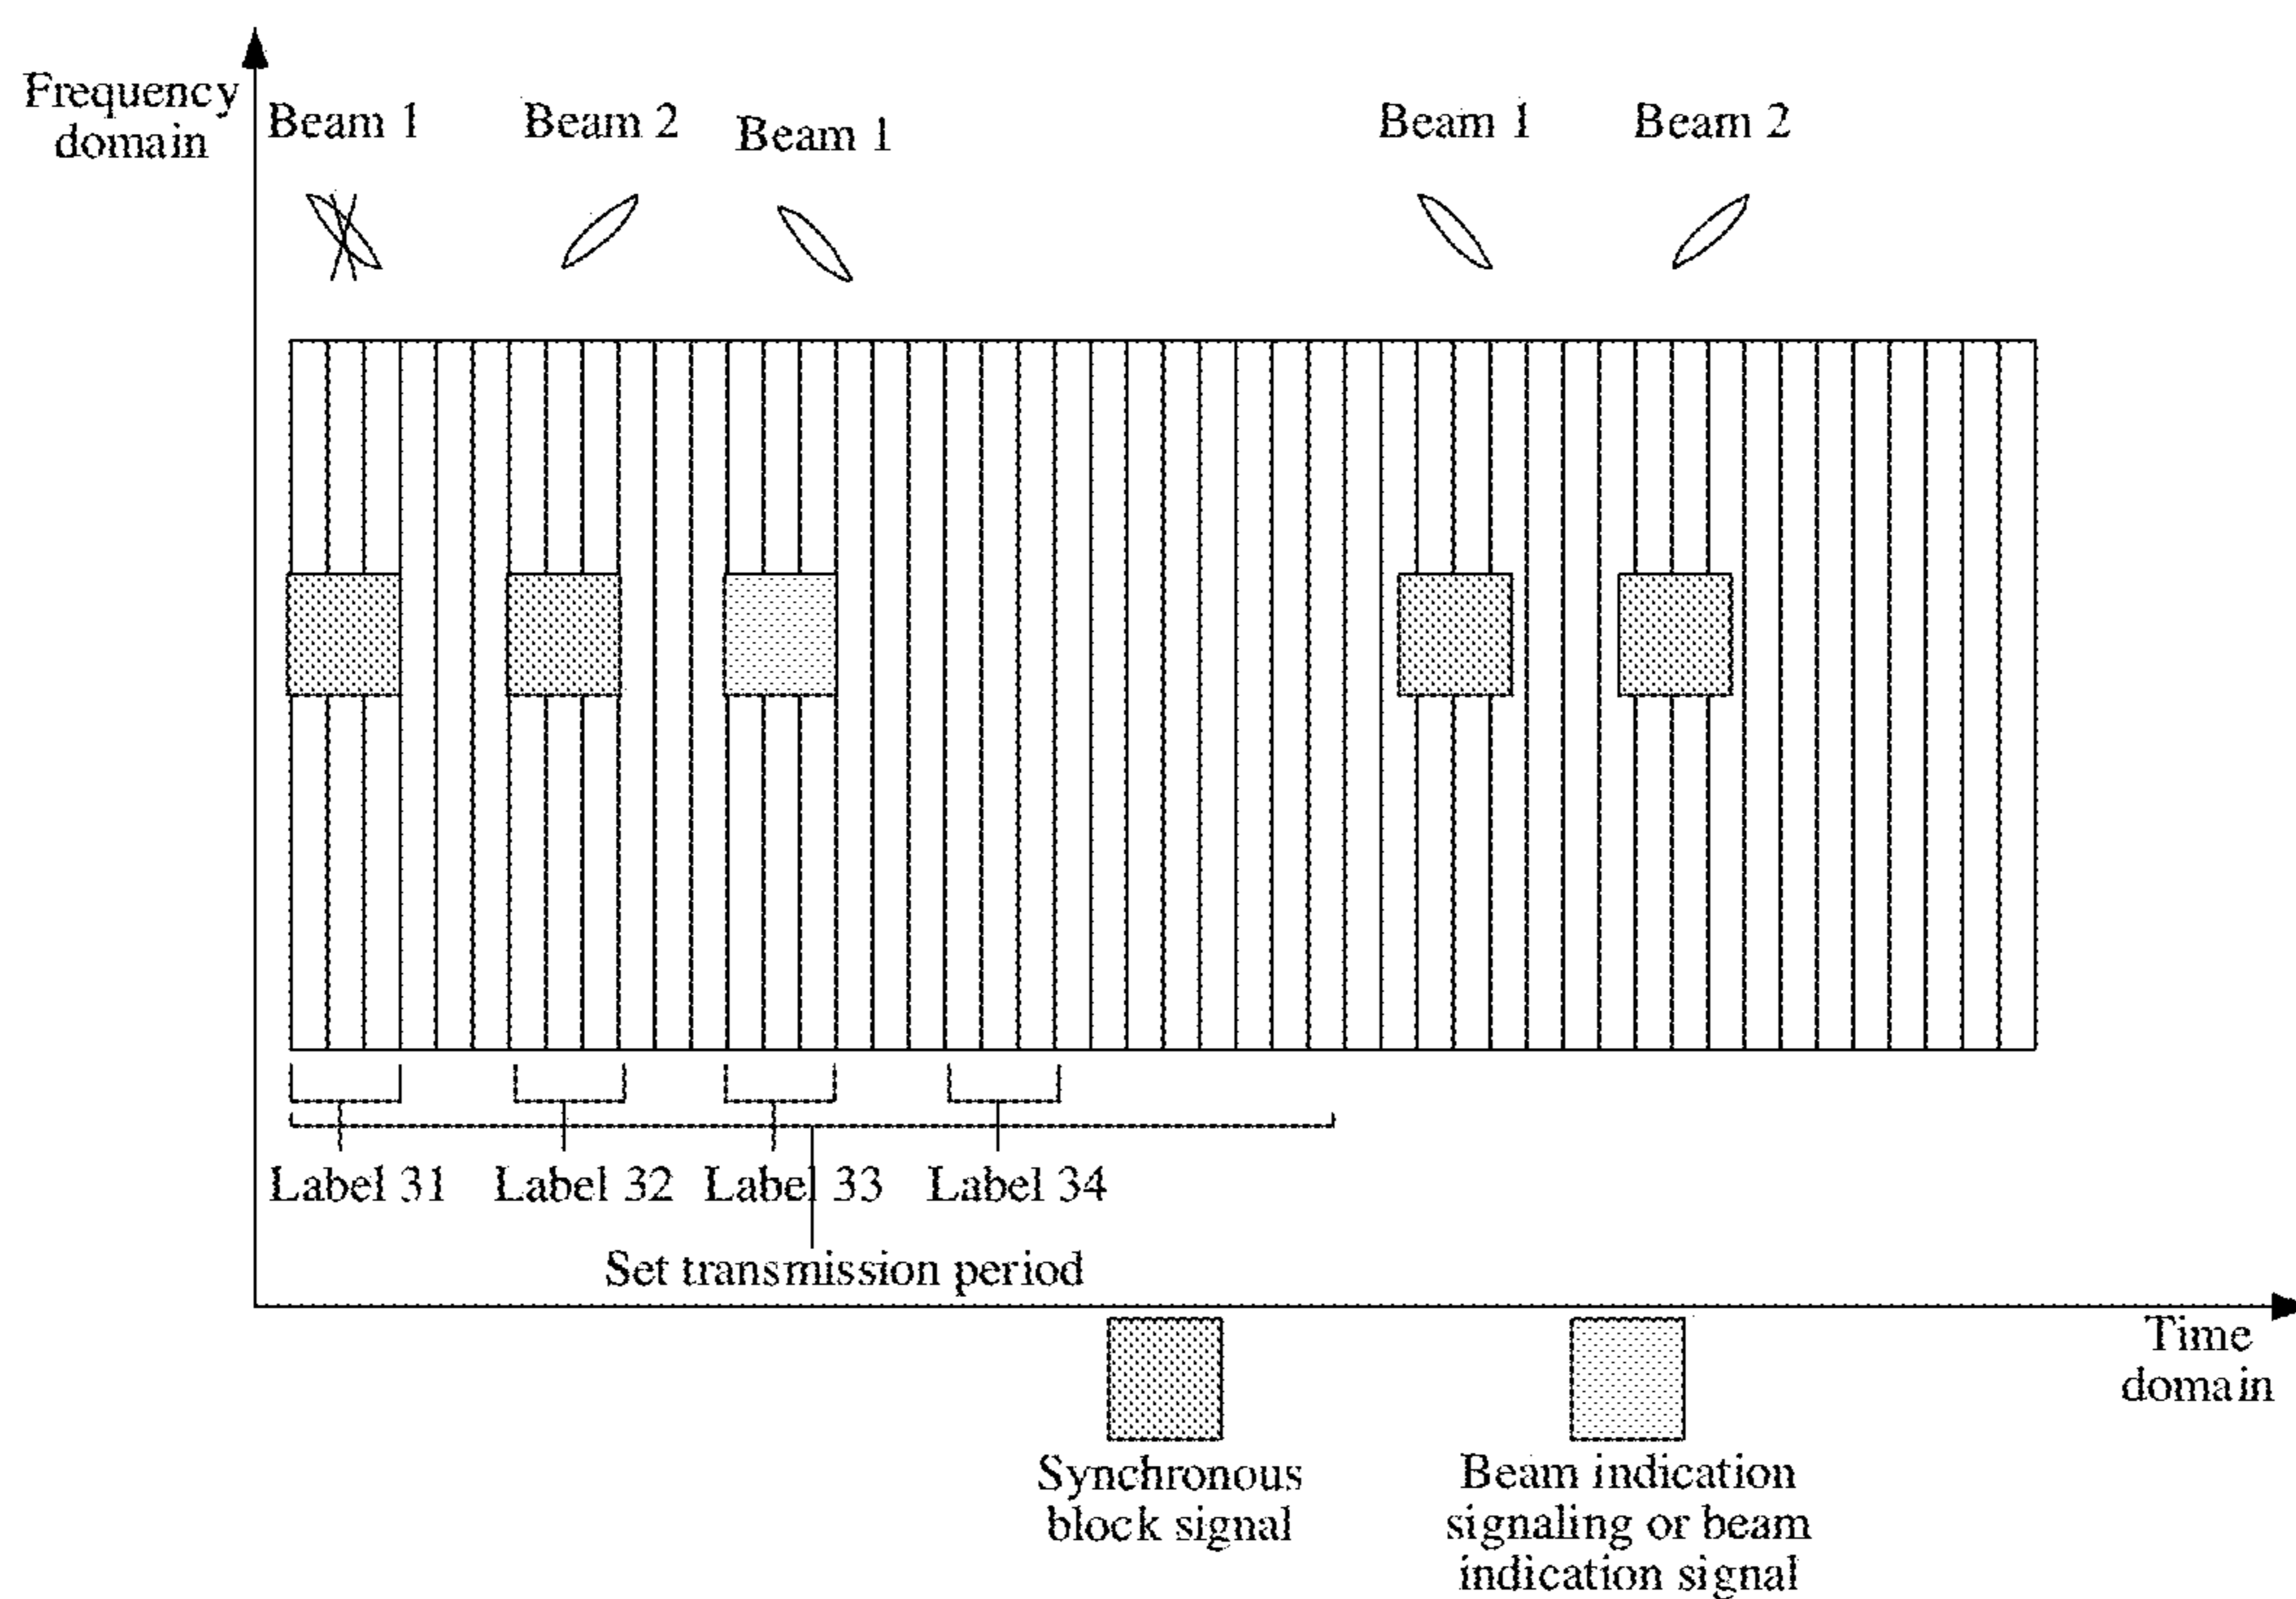 Frequency
domain
Beam 1
Beam 2
Beam 1
Beam 1
Beam 2
Label 31
Label 32
Label 33
Label 34
Set transmission period
Time
domain
Synchronous
block signal
Beam indication
signaling or beam
indication signal